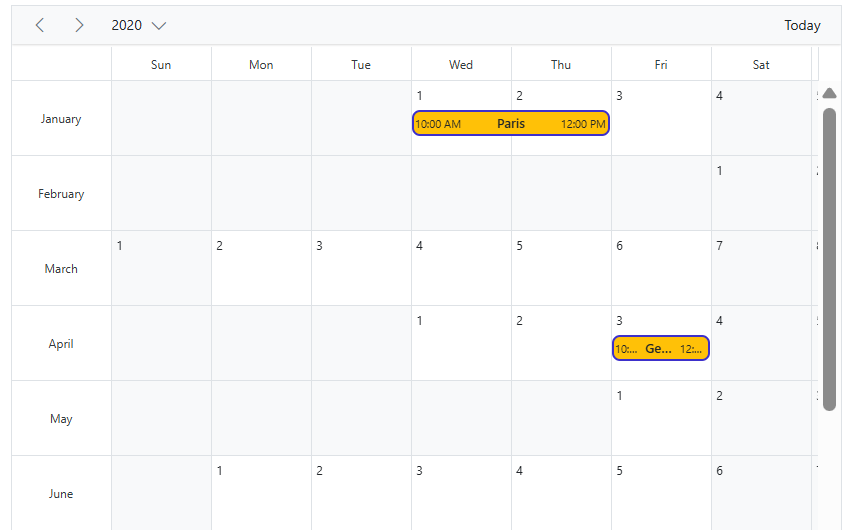 2020 Today
Sun Mon Tue Wed Thu Fri Sat
January 1 2 3 4
10:00 AM Paris 12:00 PM
February 1
March 1 2 3 4 5 6 7
April 1 2 3 4
10:... Ge... 12:...
May 1 2
June 1 2 3 4 5 6